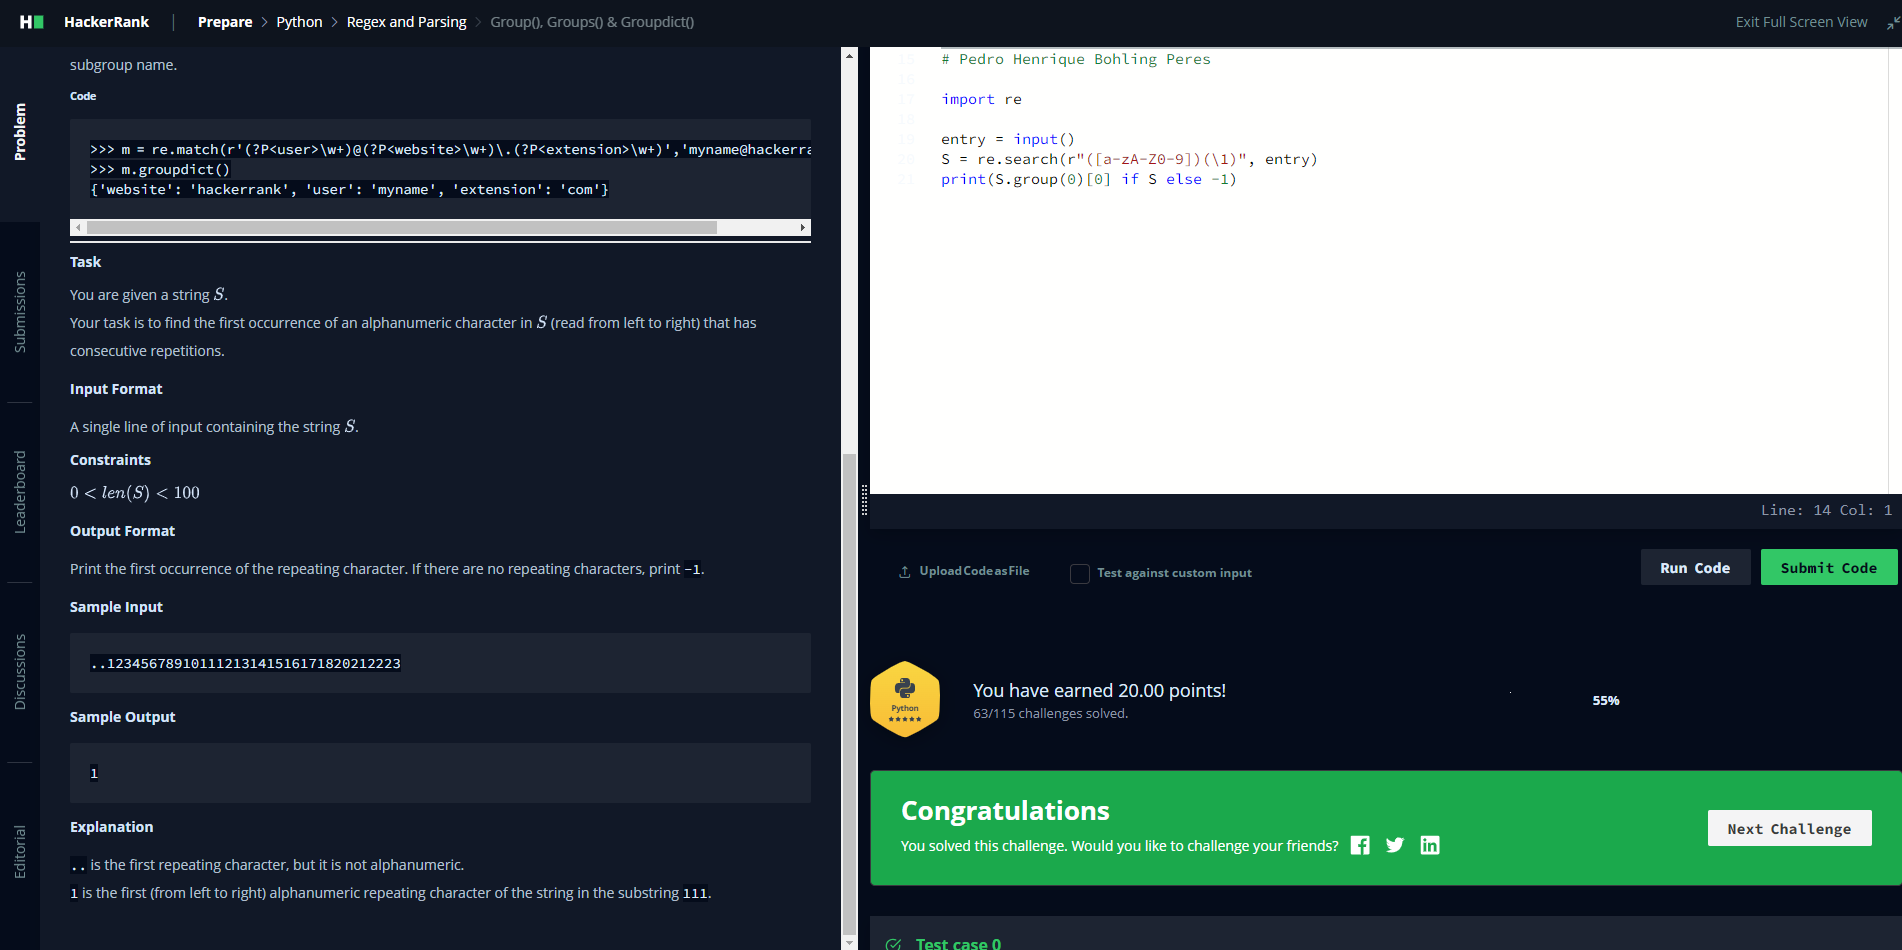 HackerRank | Prepare > Python > Regex and Parsing > Group(), Groups() & Groupdict()
Exit Full Screen View
Problem
Submissions
Leaderboard
Discussions
Editorial
subgroup name.
Code
>>> m = re.match(r'(?P<user>\w+)@(?P<website>\w+)\.(?P<extension>\w+)','myname@hackerra
>>> m.groupdict()
{'website': 'hackerrank', 'user': 'myname', 'extension': 'com'}
Task
You are given a string S.
Your task is to find the first occurrence of an alphanumeric character in S (read from left to right) that has
consecutive repetitions.
Input Format
A single line of input containing the string S.
Constraints
0 < len(S) < 100
Output Format
Print the first occurrence of the repeating character. If there are no repeating characters, print -1.
Sample Input
..12345678910111213141516171820212223
Sample Output
1
Explanation
.. is the first repeating character, but it is not alphanumeric.
1 is the first (from left to right) alphanumeric repeating character of the string in the substring 111.
15 # Pedro Henrique Bohling Peres
16
17 import re
18
19 entry = input()
20 S = re.search(r"([a-zA-Z0-9])(\1)", entry)
21 print(S.group(0)[0] if S else -1)
Line: 14 Col: 1
Upload Code as File
Test against custom input
Run Code
Submit Code
Python
You have earned 20.00 points!
63/115 challenges solved.
55%
Congratulations
You solved this challenge. Would you like to challenge your friends?
Next Challenge
Test case 0